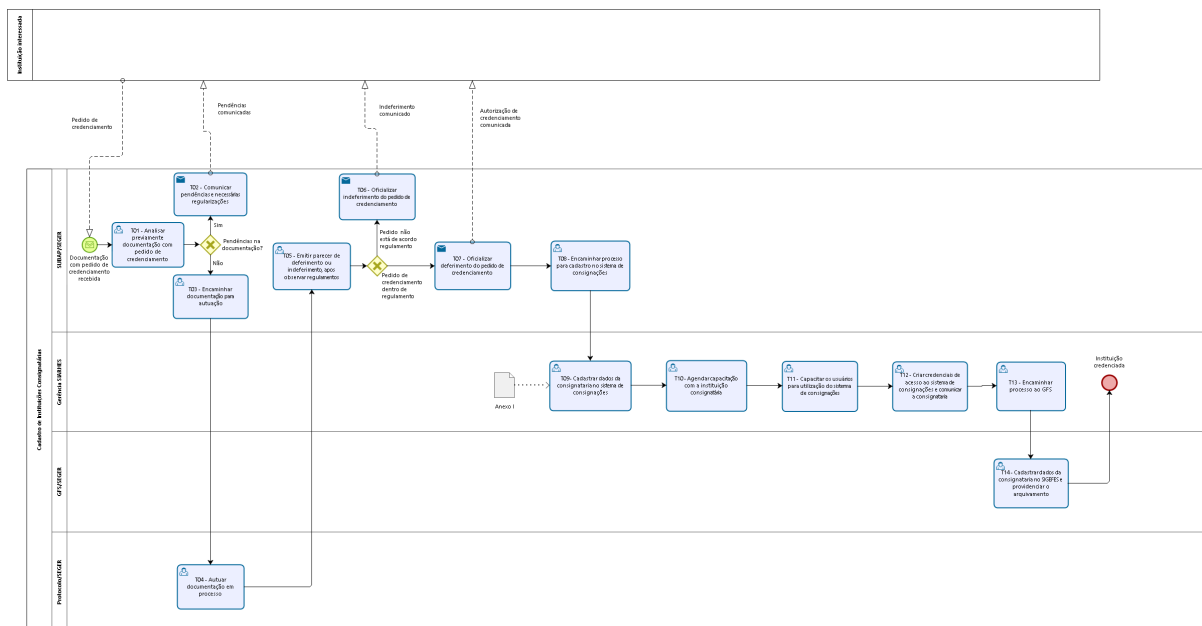 Instituição interessada
Pedido de
credenciamento
Pendências
comunicadas
Indeferimento
comunicado
Autorização de
credenciamento
comunicada
Cadastro de Instituições Consignatárias
SUBAP/SEGER
Documentação
com pedido de
credenciamento
recebida
T01 - Analisar
previamente
documentação com
pedido de
credenciamento
T02 - Comunicar
pendências e necessárias
regularizações
Sim
Pendências na
documentação?
Não
T03 - Encaminhar
documentação para
autuação
T05 - Emitir parecer de
deferimento ou
indeferimento, apos
observar regulamentos
T06 - Oficializar
indeferimento do pedido de
credenciamento
Pedido não
está de acordo
regulamento
Pedido de
credenciamento
dentro de
regulamento
T07 - Oficializar
deferimento do pedido de
credenciamento
T08 - Encaminhar processo
para cadastro no sistema de
consignações
Gerência SIARHES
Anexo I
T09- Cadastrar dados da
consignataria no sistema de
consignações
T10- Agendar capacitação
com a instituição
consignatária
T11 - Capacitar os usuários
para utilização do sistema
de consignações
T12 - Criar credenciais de
acesso ao sistema de
consignações e comunicar
a consignataria
T13 - Encaminhar
processo ao GFS
Instituição
credenciada
GFS/SEGER
T14 - Cadastrar dados da
consignataria no SIGEFES e
providenciar o
arquivamento
Protocolo/SEGER
T04 - Autuar
documentação em
processo